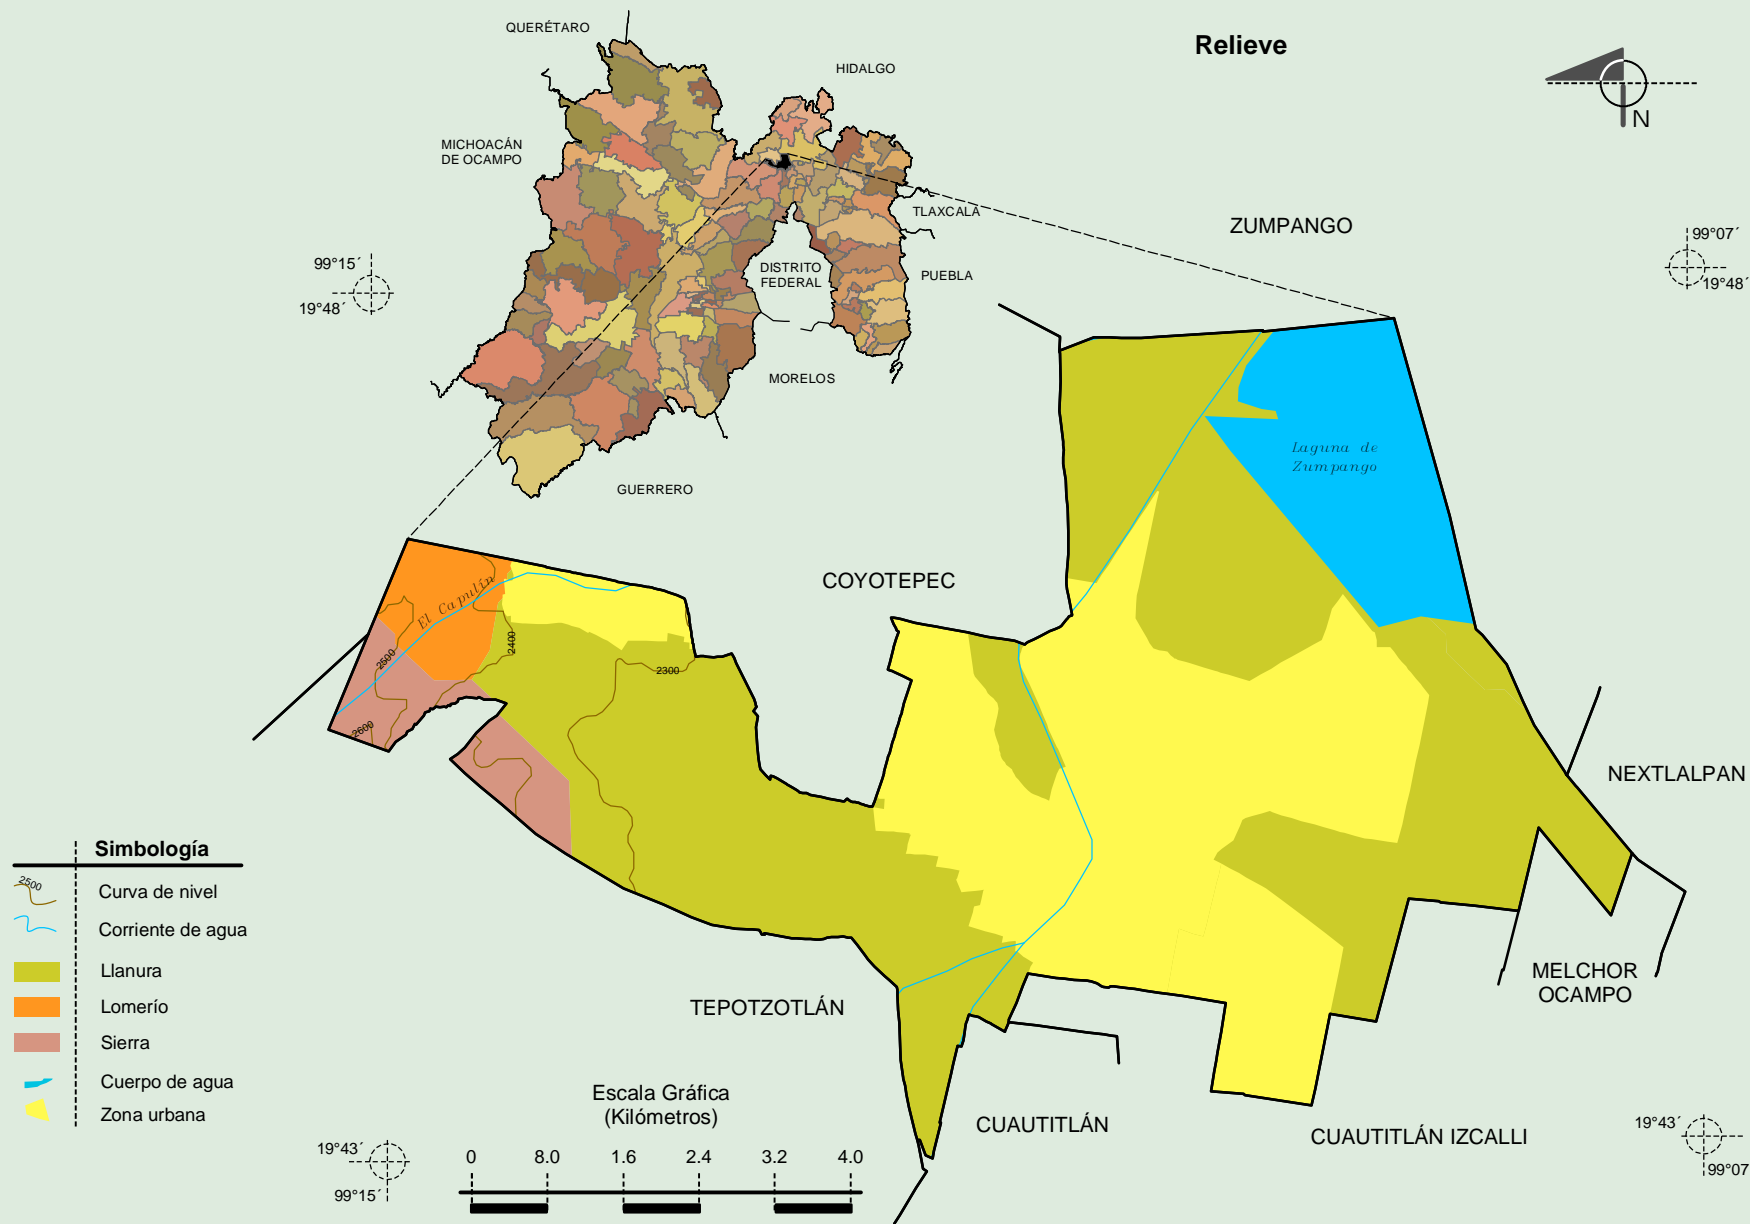 Relieve
QUERÉTARO
HIDALGO
MICHOACÁN
DE OCAMPO
N
TLAXCALA
ZUMPANGO
99°15´
19°48´
DISTRITO
FEDERAL
PUEBLA
99°07´
19°48´
MORELOS
GUERRERO
Laguna de
Zumpango
COYOTEPEC
El Capulín
2400
2500
2300
2600
NEXTLALPAN
Simbología
2500
Curva de nivel
Corriente de agua
Llanura
Lomerío
Sierra
Cuerpo de agua
Zona urbana
TEPOTZOTLÁN
MELCHOR
OCAMPO
Escala Gráfica
(Kilómetros)
0 8.0 1.6 2.4 3.2 4.0
CUAUTITLÁN
CUAUTITLÁN IZCALLI
19°43´
99°15´
19°43´
99°07